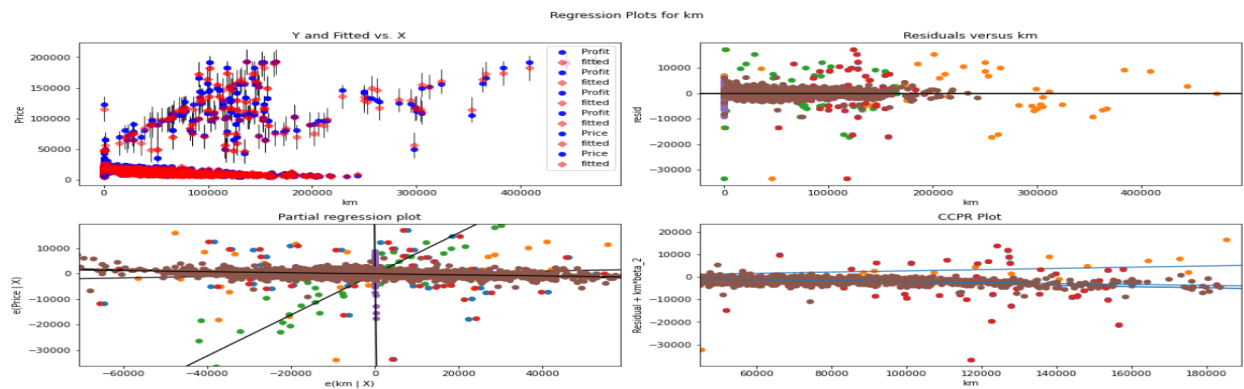 Regression Plots for km
Y and Fitted vs. X
Price
200000
150000
100000
50000
0
0
100000
200000
300000
400000
km
Profit
fitted
Profit
fitted
Profit
fitted
Profit
fitted
Price
fitted
Price
fitted
Residuals versus km
resid
10000
0
−10000
−20000
−30000
0
100000
200000
300000
400000
km
Partial regression plot
e(Price | X)
10000
0
−10000
−20000
−30000
−60000
−40000
−20000
0
20000
40000
e(km | X)
CCPR Plot
Residual + km*beta_2
20000
10000
0
−10000
−20000
−30000
60000
80000
100000
120000
140000
160000
180000
km